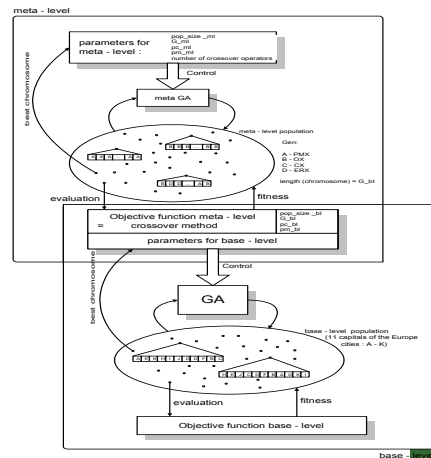 meta - level
parameters for
meta - level :
pop_size _ml
G_ml
pc_ml
pm_ml
number of crossover operators
Control
meta GA
best chromosome
meta - level population
Gen:
A - PMX
B - OX
C - CX
D - ERX
length (chromosome) = G_bl
evaluation
fitness
Objective function meta - level
= crossover method
pop_size _bl
G_bl
pc_bl
pm_bl
parameters for base - level
Control
best chromosome
GA
base - level population
(11 capitals of the Europe
cities : A - K)
evaluation
fitness
Objective function base - level
base - level